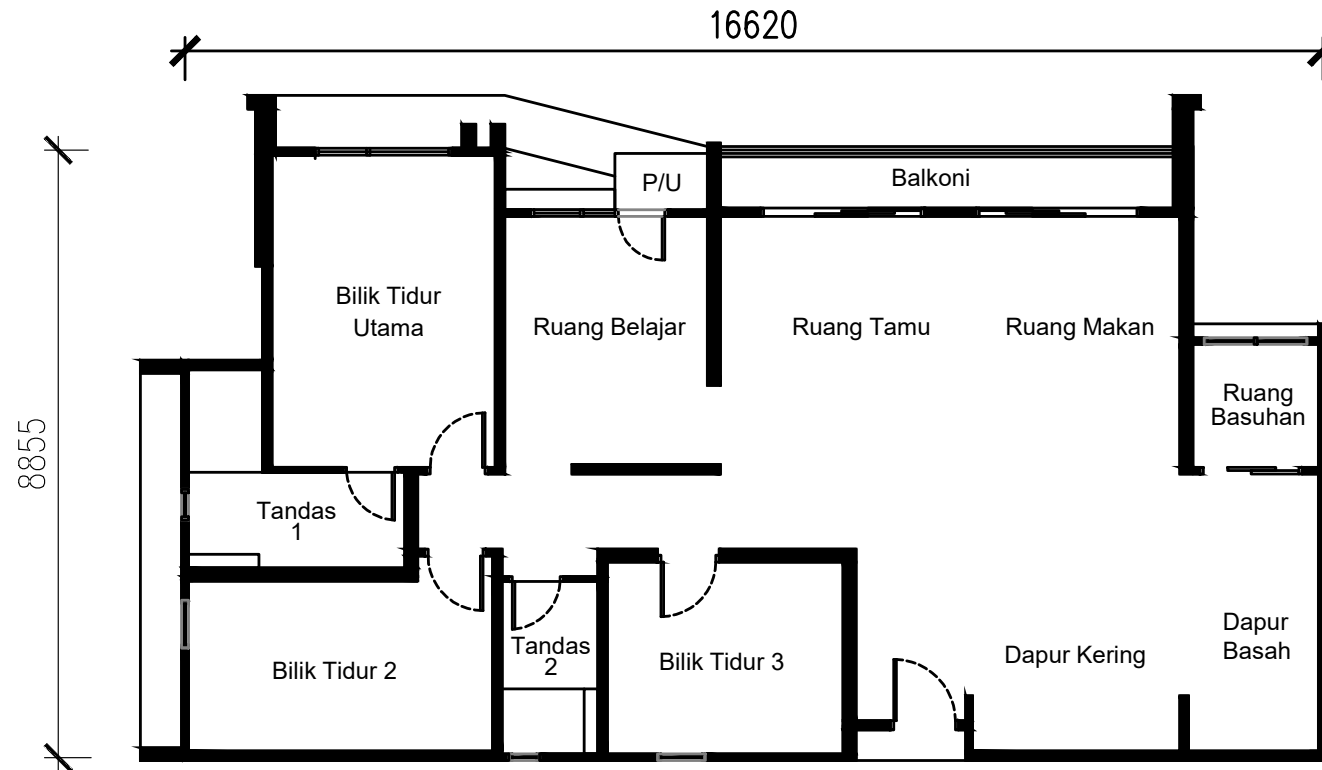 16620
P/U
Balkoni
Bilik Tidur
Utama
Ruang Belajar
Ruang Tamu
Ruang Makan
Ruang
Basuhan
8855
Tandas
1
Dapur
Basah
Tandas
2
Bilik Tidur 3
Dapur Kering
Bilik Tidur 2